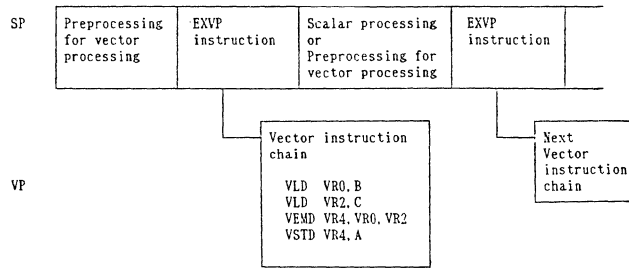 SP
Preprocessing
for vector
processing
EXVP
instruction
Scalar processing
or
Preprocessing for
vector processing
EXVP
instruction
VP
Vector instruction
chain
VLD VR0, B
VLD VR2, C
VEMD VR4, VR0, VR2
VSTD VR4, A
Next
Vector
instruction
chain